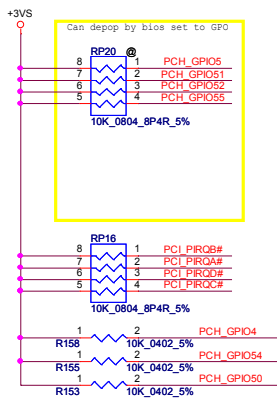 +3VS
Can depop by bios set to GPO
RP20 @
8 1 PCH_GPIO5
7 2 PCH_GPIO51
6 3 PCH_GPIO52
5 4 PCH_GPIO55
10K_0804_8P4R_5%
RP16
8 1 PCI_PIRQB#
7 2 PCI_PIRQA#
6 3 PCI_PIRQD#
5 4 PCI_PIRQC#
10K_0804_8P4R_5%
1 2 PCH_GPIO4
R158 10K_0402_5%
1 2 PCH_GPIO54
R155 10K_0402_5%
1 2 PCH_GPIO50
R153 10K_0402_5%